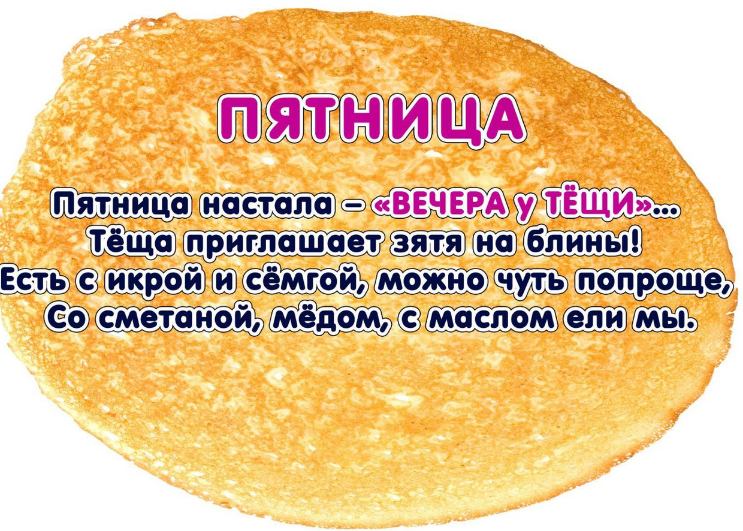 ПЯТНИЦА
Пятница настала – «ВЕЧЕРА у ТЁЩИ»...
Тёща приглашает зятя на блины!
Есть с икрой и сёмгой, можно чуть попроще,
Со сметаной, мёдом, с маслом ели мы.